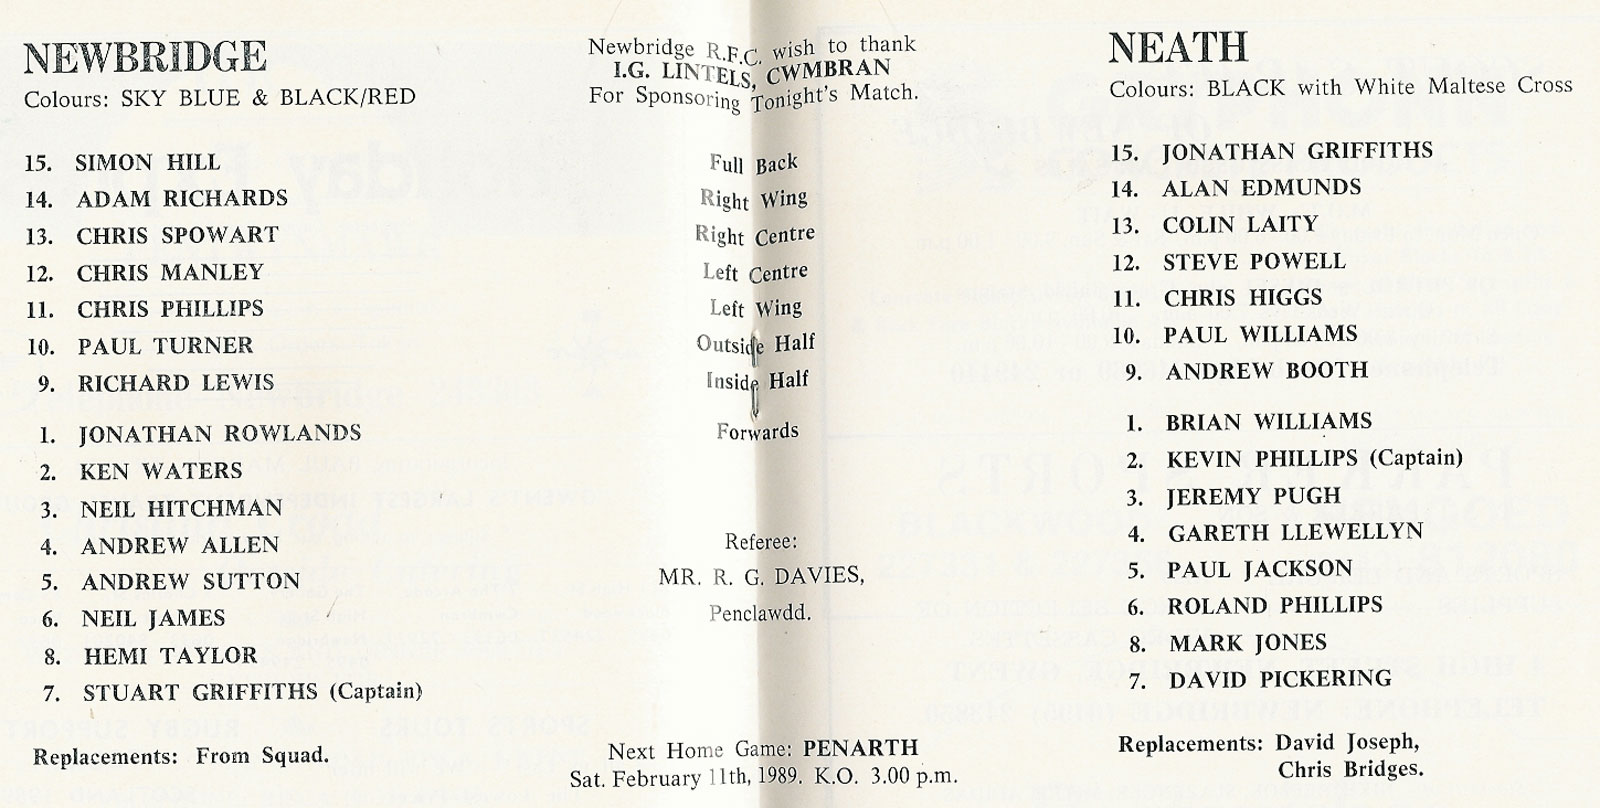 NEWBRIDGE
Colours: SKY BLUE & BLACK/RED
15. SIMON HILL
14. ADAM RICHARDS
13. CHRIS SPOWART
12. CHRIS MANLEY
11. CHRIS PHILLIPS
10. PAUL TURNER
9. RICHARD LEWIS
1. JONATHAN ROWLANDS
2. KEN WATERS
3. NEIL HITCHMAN
4. ANDREW ALLEN
5. ANDREW SUTTON
6. NEIL JAMES
8. HEMI TAYLOR
7. STUART GRIFFITHS (Captain)
Replacements: From Squad.
Newbridge R.F.C. wish to thank
I.G. LINTELS, CWMBRAN
For Sponsoring Tonight's Match.
Full Back
Right Wing
Right Centre
Left Centre
Left Wing
Outside Half
Inside Half
Forwards
Referee:
MR. R. G. DAVIES,
Penclawdd.
Next Home Game: PENARTH
Sat. February 11th, 1989. K.O. 3.00 p.m.
NEATH
Colours: BLACK with White Maltese Cross
15. JONATHAN GRIFFITHS
14. ALAN EDMUNDS
13. COLIN LAITY
12. STEVE POWELL
11. CHRIS HIGGS
10. PAUL WILLIAMS
9. ANDREW BOOTH
1. BRIAN WILLIAMS
2. KEVIN PHILLIPS (Captain)
3. JEREMY PUGH
4. GARETH LLEWELLYN
5. PAUL JACKSON
6. ROLAND PHILLIPS
8. MARK JONES
7. DAVID PICKERING
Replacements: David Joseph,
Chris Bridges.